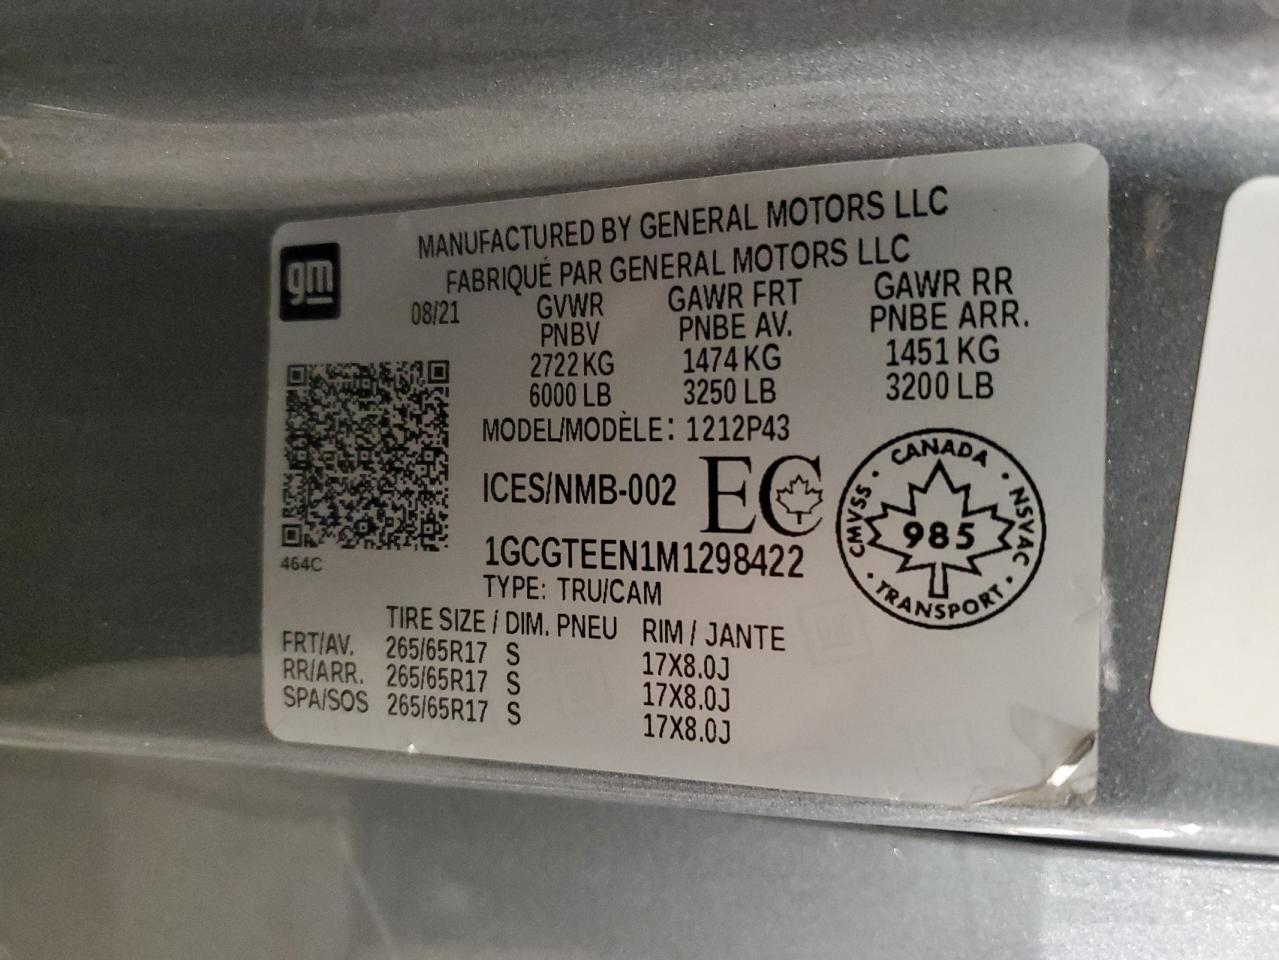 gm
MANUFACTURED BY GENERAL MOTORS LLC
FABRIQUÉ PAR GENERAL MOTORS LLC
08/21
GVWR GAWR FRT GAWR RR
PNBV PNBE AV. PNBE ARR.
2722 KG 1474 KG 1451 KG
6000 LB 3250 LB 3200 LB
MODEL/MODÈLE: 1212P43
ICES/NMB-002 EC
CANADA
CMVSS 985 NSVAC
TRANSPORT
464C
1GCGTEEN1M1298422
TYPE: TRU/CAM
TIRE SIZE / DIM. PNEU RIM / JANTE
FRT/AV. 265/65R17 S 17X8.0J
RR/ARR. 265/65R17 S 17X8.0J
SPA/SOS 265/65R17 S 17X8.0J